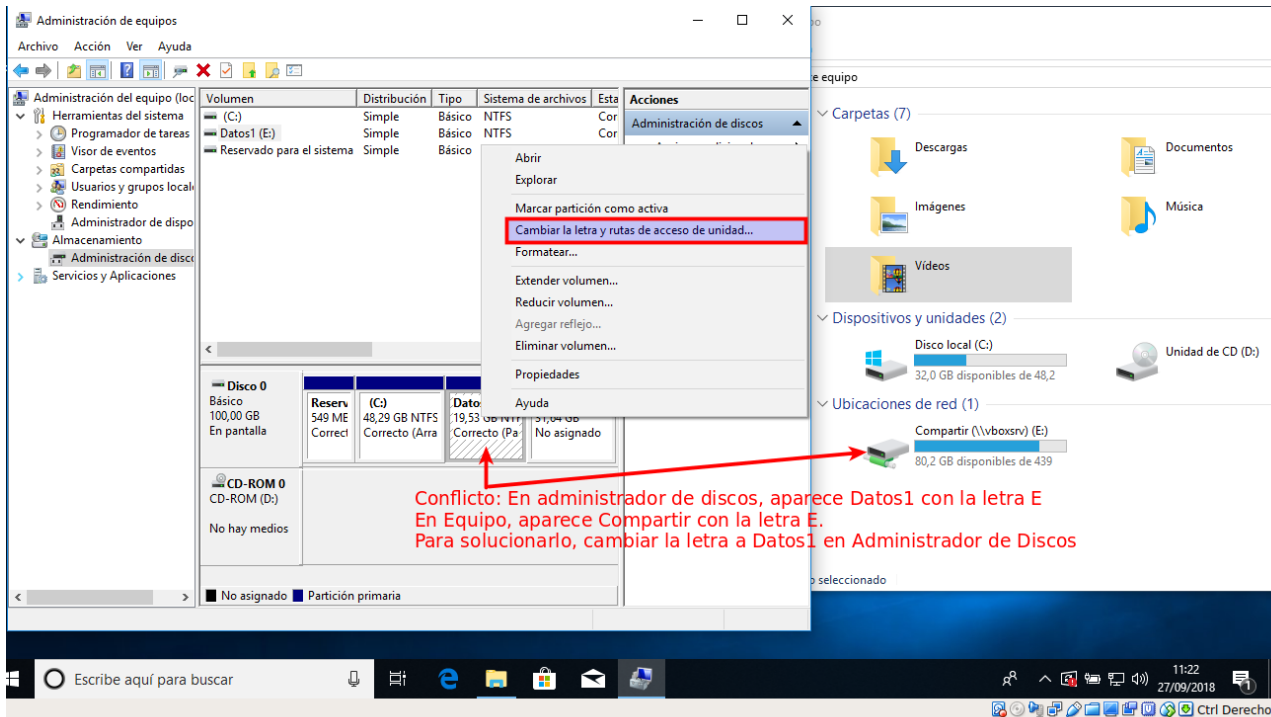 Administración de equipos
Archivo Acción Ver Ayuda
Administración del equipo (loc
Herramientas del sistema
Programador de tareas
Visor de eventos
Carpetas compartidas
Usuarios y grupos local
Rendimiento
Administrador de dispo
Almacenamiento
Administración de disco
Servicios y Aplicaciones
Volumen Distribución Tipo Sistema de archivos Esta
(C:) Simple Básico NTFS Cor
Datos1 (E:) Simple Básico NTFS Cor
Reservado para el sistema Simple Básico
Acciones
Administración de discos
Abrir
Explorar
Marcar partición como activa
Cambiar la letra y rutas de acceso de unidad...
Formatear...
Extender volumen...
Reducir volumen...
Agregar reflejo...
Eliminar volumen...
Propiedades
Ayuda
Disco 0
Básico
100,00 GB
En pantalla
Reserv
549 ME
Correct
(C:)
48,29 GB NTFS
Correcto (Arra
Dato
19,53 GB NTF
Correcto (Pa
51,64 GB
No asignado
CD-ROM 0
CD-ROM (D:)
No hay medios
No asignado Partición primaria
e equipo
Carpetas (7)
Descargas
Documentos
Imágenes
Música
Vídeos
Dispositivos y unidades (2)
Disco local (C:)
32,0 GB disponibles de 48,2
Unidad de CD (D:)
Ubicaciones de red (1)
Compartir (\\vboxsrv) (E:)
80,2 GB disponibles de 439
Conflicto: En administrador de discos, aparece Datos1 con la letra E
En Equipo, aparece Compartir con la letra E.
Para solucionarlo, cambiar la letra a Datos1 en Administrador de Discos
o seleccionado
Escribe aquí para buscar
11:22
27/09/2018
1
Ctrl Derecho